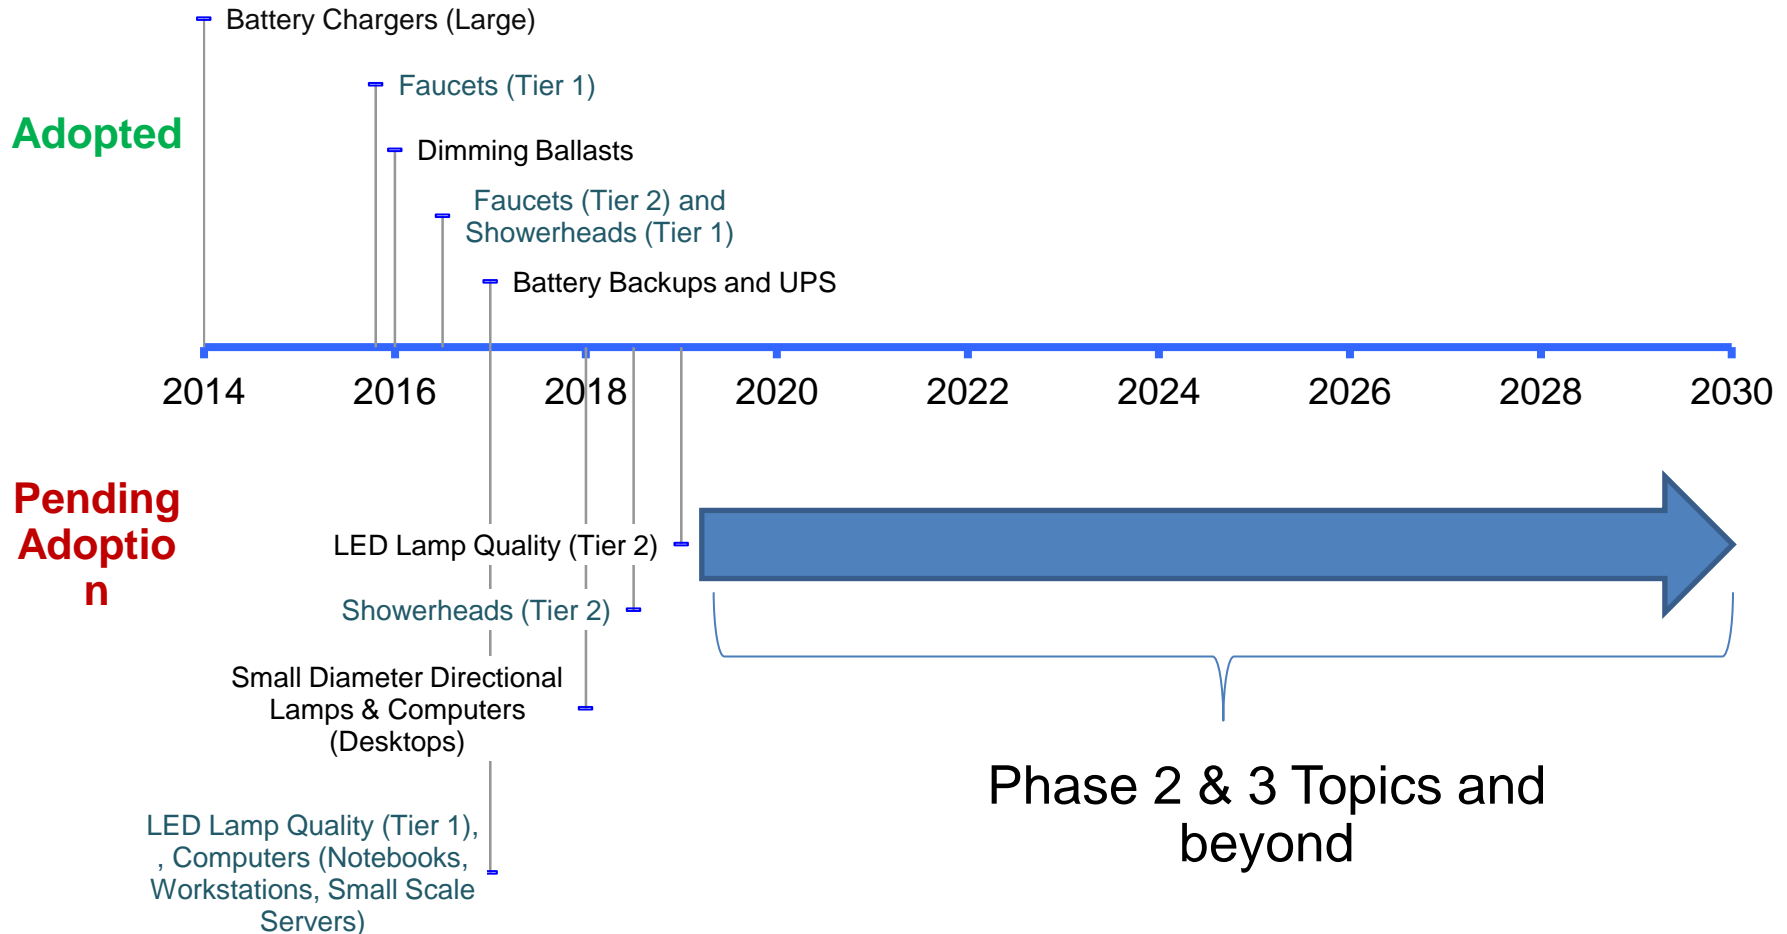 Battery Chargers (Large)
Faucets (Tier 1)
Adopted
Dimming Ballasts
Faucets (Tier 2) and
Showerheads (Tier 1)
Battery Backups and UPS
2014 2016 2018 2020 2022 2024 2026 2028 2030
Pending
Adoptio
n
LED Lamp Quality (Tier 2)
Showerheads (Tier 2)
Small Diameter Directional
Lamps & Computers
(Desktops)
Phase 2 & 3 Topics and
beyond
LED Lamp Quality (Tier 1),
, Computers (Notebooks,
Workstations, Small Scale
Servers)